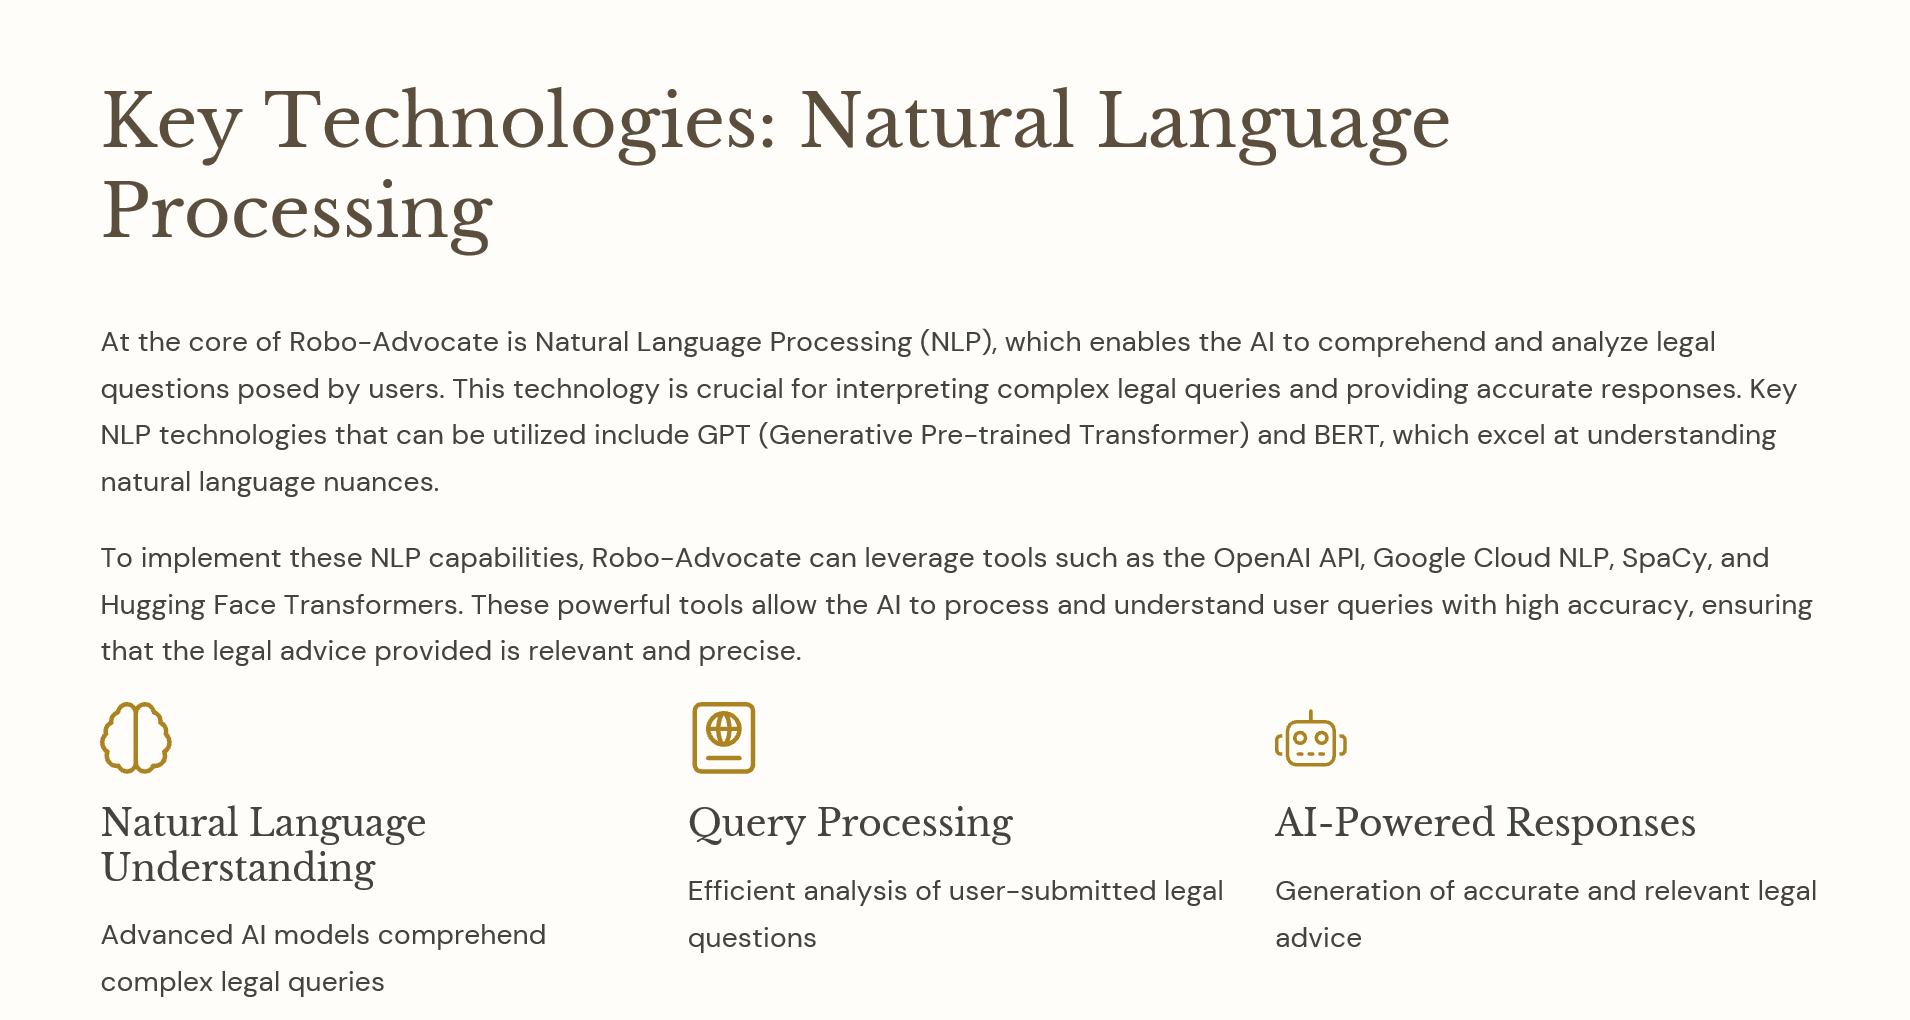 Key Technologies: Natural Language
Processing
At the core of Robo-Advocate is Natural Language Processing (NLP), which enables the AI to comprehend and analyze legal
questions posed by users. This technology is crucial for interpreting complex legal queries and providing accurate responses. Key
NLP technologies that can be utilized include GPT (Generative Pre-trained Transformer) and BERT, which excel at understanding
natural language nuances.
To implement these NLP capabilities, Robo-Advocate can leverage tools such as the OpenAI API, Google Cloud NLP, SpaCy, and
Hugging Face Transformers. These powerful tools allow the AI to process and understand user queries with high accuracy, ensuring
that the legal advice provided is relevant and precise.
Natural Language
Understanding
Advanced AI models comprehend
complex legal queries
Query Processing
Efficient analysis of user-submitted legal
questions
AI-Powered Responses
Generation of accurate and relevant legal
advice